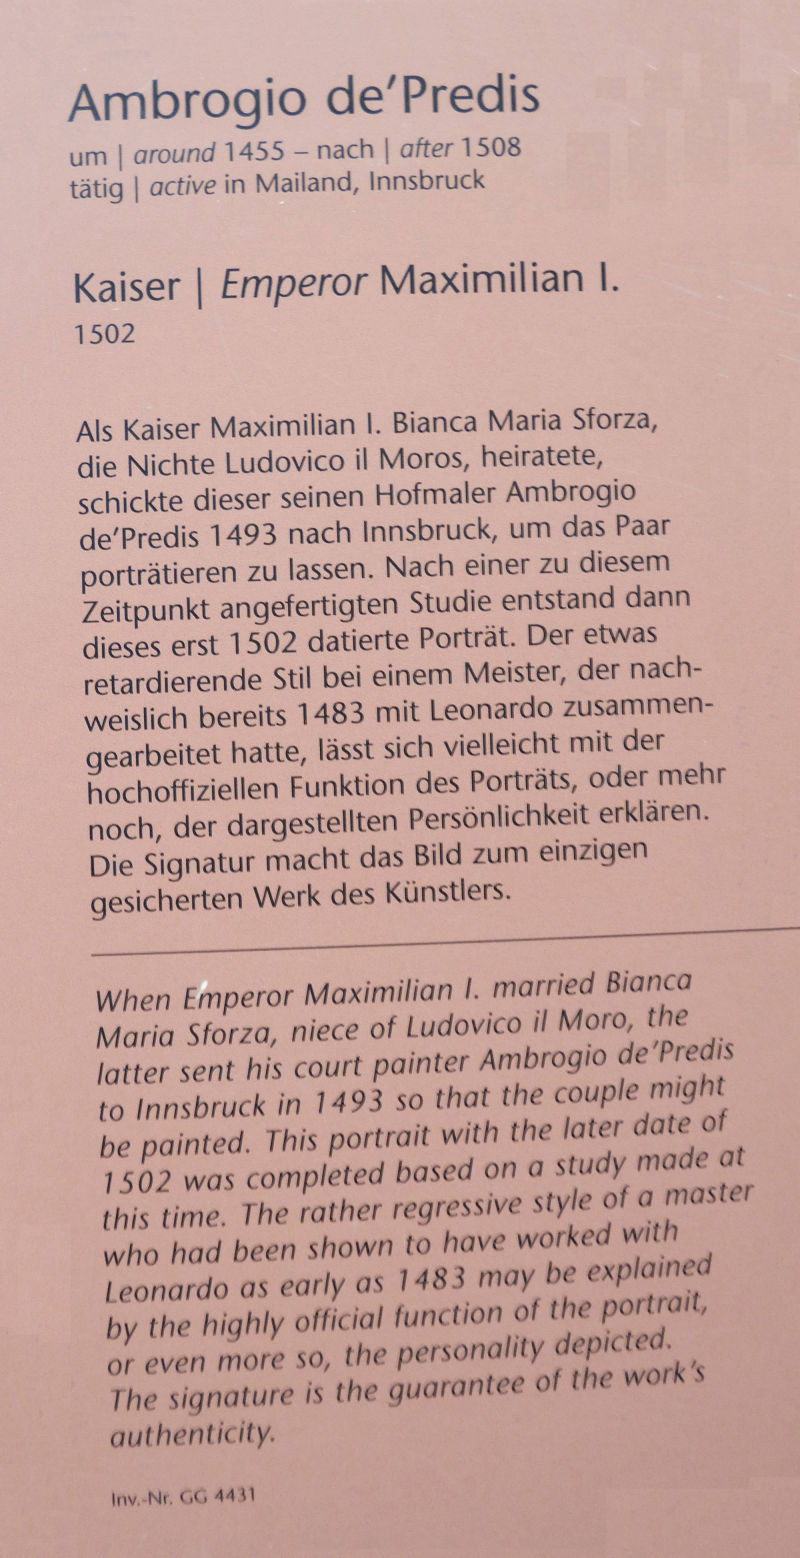 Ambrogio de'Predis
um | around 1455 – nach | after 1508
tätig | active in Mailand, Innsbruck
Kaiser | Emperor Maximilian I.
1502
Als Kaiser Maximilian I. Bianca Maria Sforza,
die Nichte Ludovico il Moros, heiratete,
schickte dieser seinen Hofmaler Ambrogio
de'Predis 1493 nach Innsbruck, um das Paar
porträtieren zu lassen. Nach einer zu diesem
Zeitpunkt angefertigten Studie entstand dann
dieses erst 1502 datierte Porträt. Der etwas
retardierende Stil bei einem Meister, der nach-
weislich bereits 1483 mit Leonardo zusammen-
gearbeitet hatte, lässt sich vielleicht mit der
hochoffiziellen Funktion des Porträts, oder mehr
noch, der dargestellten Persönlichkeit erklären.
Die Signatur macht das Bild zum einzigen
gesicherten Werk des Künstlers.
When Emperor Maximilian I. married Bianca
Maria Sforza, niece of Ludovico il Moro, the
latter sent his court painter Ambrogio de'Predis
to Innsbruck in 1493 so that the couple might
be painted. This portrait with the later date of
1502 was completed based on a study made at
this time. The rather regressive style of a master
who had been shown to have worked with
Leonardo as early as 1483 may be explained
by the highly official function of the portrait,
or even more so, the personality depicted.
The signature is the guarantee of the work's
authenticity.
Inv.-Nr. GG 4431